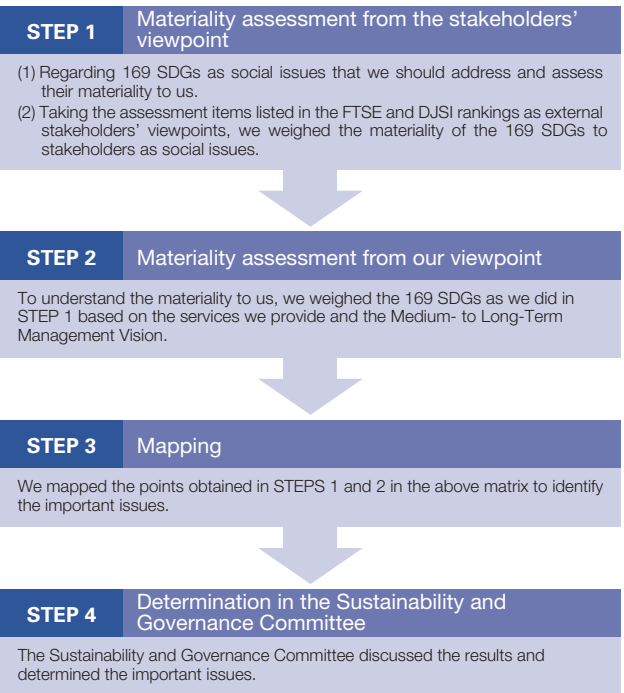 STEP 1
Materiality assessment from the stakeholders’
viewpoint
(1) Regarding 169 SDGs as social issues that we should address and assess
their materiality to us.
(2) Taking the assessment items listed in the FTSE and DJSI rankings as external
stakeholders’ viewpoints, we weighed the materiality of the 169 SDGs to
stakeholders as social issues.
STEP 2
Materiality assessment from our viewpoint
To understand the materiality to us, we weighed the 169 SDGs as we did in
STEP 1 based on the services we provide and the Medium- to Long-Term
Management Vision.
STEP 3
Mapping
We mapped the points obtained in STEPS 1 and 2 in the above matrix to identify
the important issues.
STEP 4
Determination in the Sustainability and
Governance Committee
The Sustainability and Governance Committee discussed the results and
determined the important issues.